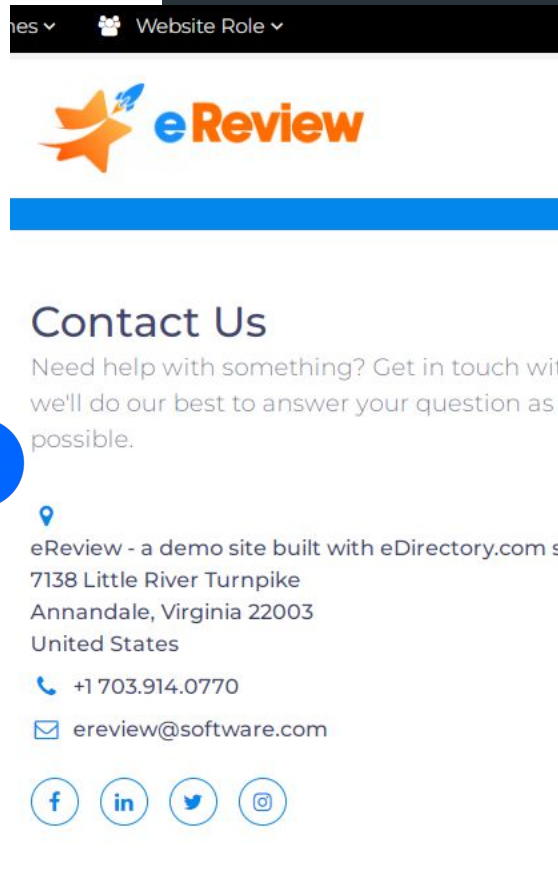 Website Role
eReview
Contact Us
Need help with something? Get in touch
we'll do our best to answer your question as
possible.
eReview - a demo site built with eDirectory.com
7138 Little River Turnpike
Annandale, Virginia 22003
United States
+1 703.914.0770
ereview@software.com